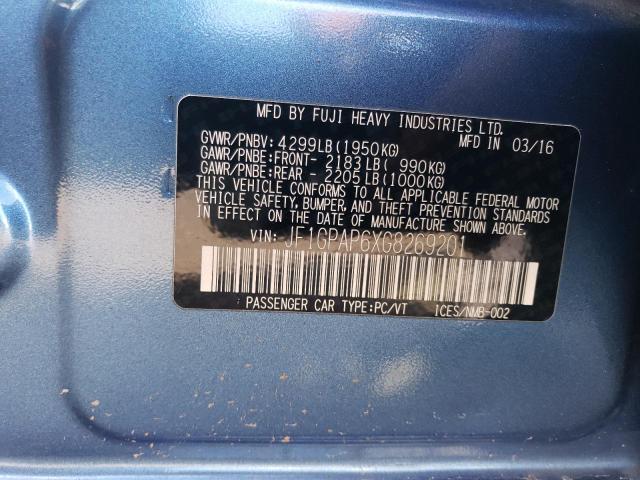 MFD BY FUJI HEAVY INDUSTRIES LTD.
MFD IN 03/16
GVWR/PNBV: 4299LB(1950KG)
GAWR/PNBE:FRONT- 2183LB( 990KG)
GAWR/PNBE:REAR - 2205LB(1000KG)
THIS VEHICLE CONFORMS TO ALL APPLICABLE FEDERAL MOTOR
VEHICLE SAFETY, BUMPER, AND THEFT PREVENTION STANDARDS
IN EFFECT ON THE DATE OF MANUFACTURE SHOWN ABOVE.
VIN: JF1GPAP6XG8269201
PASSENGER CAR TYPE:PC/VT ICES/NMB-002